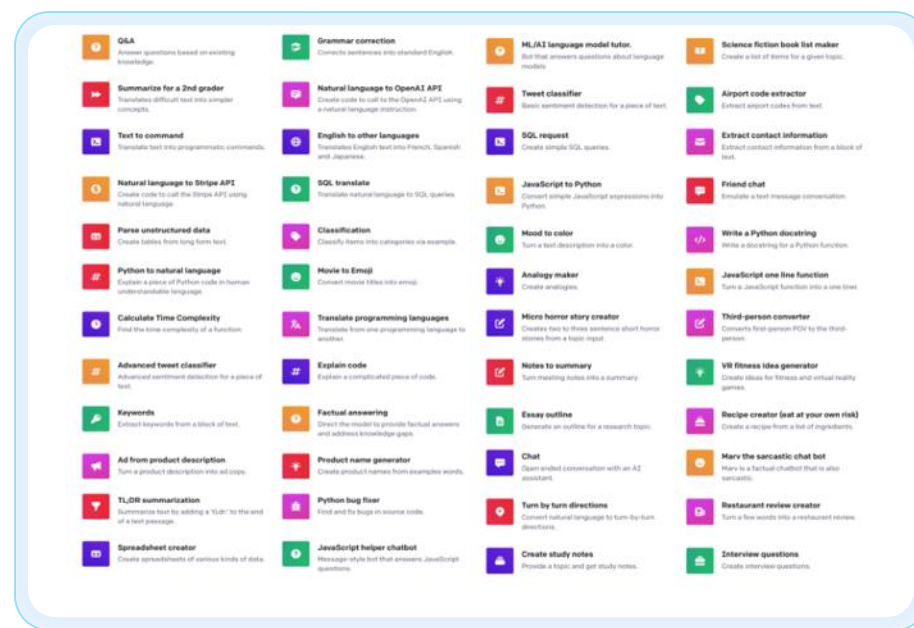 Q&A
Answer questions based on existing
knowledge.
Summarize for a 2nd grader
Translates difficult text into simpler
concepts.
Text to command
Translate text into programmatic commands.
Natural language to Stripe API
Create code to call the Stripe API using
natural language
Parse unstructured data
Create tables from long form text.
Python to natural language
Explain a piece of Python code in human
understandable language.
Calculate Time Complexity
Find the time complexity of a function.
Advanced tweet classifier
Advanced sentiment detection for a piece of
text.
Keywords
Extract keywords from a block of text.
Ad from product description
Turn a product description into ad copy.
TL;DR summarization
Summarize text by adding a 'tl;dr:' to the end
of a text passage.
Spreadsheet creator
Create spreadsheets of various kinds of data.
Grammar correction
Corrects sentences into standard English.
Natural language to OpenAI API
Create code to call to the OpenAI API using
a natural language instruction.
English to other languages
Translates English text into French, Spanish
and Japanese.
SQL translate
Translate natural language to SQL queries.
Classification
Classify items into categories via example.
Movie to Emoji
Convert movie titles into emoji.
Translate programming languages
Translate from one programming language to
another.
Explain code
Explain a complicated piece of code.
Factual answering
Direct the model to provide factual answers
and address knowledge gaps.
Product name generator
Create product names from examples words.
Python bug fixer
Find and fix bugs in source code.
JavaScript helper chatbot
Message-style bot that answers JavaScript
questions.
ML/AI language model tutor.
Bot that answers questions about language
models
Tweet classifier
Basic sentiment detection for a piece of text.
SQL request
Create simple SQL queries.
JavaScript to Python
Convert simple JavaScript expressions into
Python.
Mood to color
Turn a text description into a color.
Analogy maker
Create analogies.
Micro horror story creator
Creates two to three sentence short horror
stories from a topic input.
Notes to summary
Turn meeting notes into a summary.
Essay outline
Generate an outline for a research topic.
Chat
Open ended conversation with an AI
assistant.
Turn by turn directions
Convert natural language to turn-by-turn
directions.
Create study notes
Provide a topic and get study notes.
Science fiction book list maker
Create a list of items for a given topic.
Airport code extractor
Extract airport codes from text.
Extract contact information
Extract contact information from a block of
text.
Friend chat
Emulate a text message conversation.
Write a Python docstring
Write a docstring for a Python function.
JavaScript one line function
Turn a JavaScript function into a one liner.
Third-person converter
Converts first-person POV to the third-
person.
VR fitness idea generator
Create ideas for fitness and virtual reality
games.
Recipe creator (eat at your own risk)
Create a recipe from a list of ingredients.
Marv the sarcastic chat bot
Marv is a factual chatbot that is also
sarcastic.
Restaurant review creator
Turn a few words into a restaurant review.
Interview questions
Create interview questions.